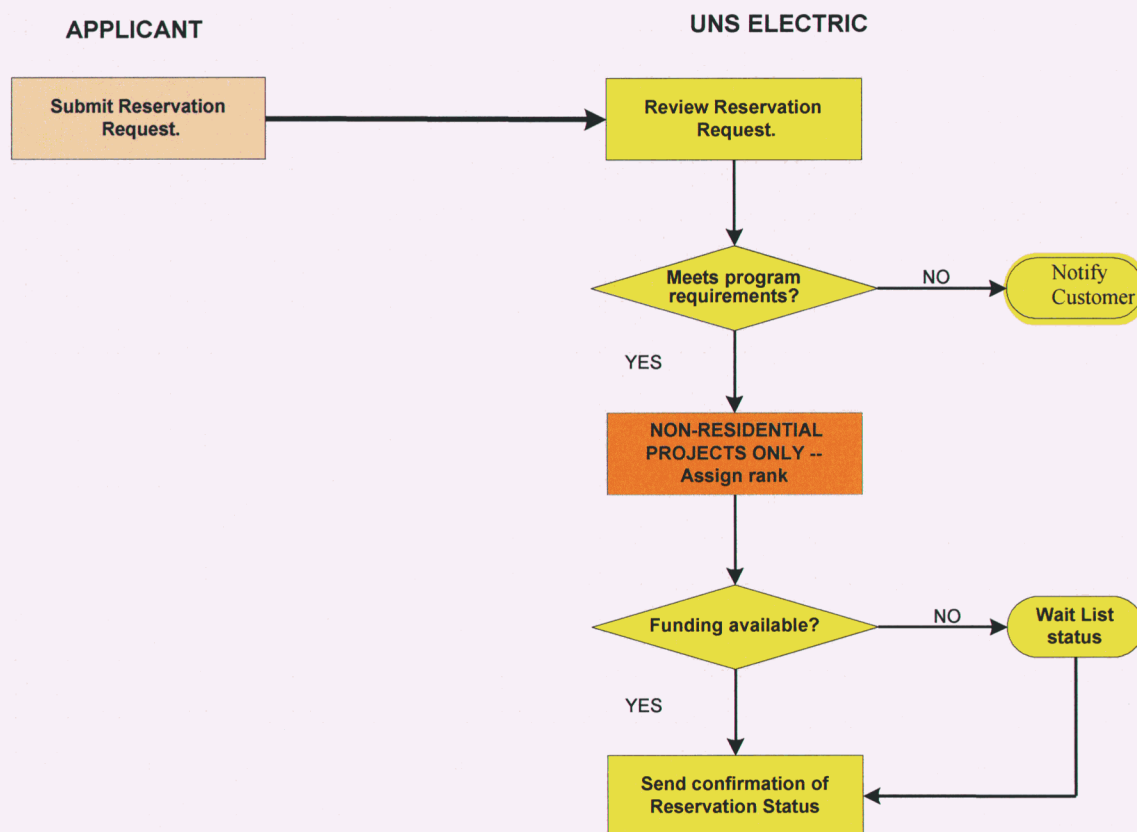 APPLICANT
UNS ELECTRIC
Submit Reservation
Request.
Review Reservation
Request.
Meets program
requirements?
NO
Notify
Customer
YES
NON-RESIDENTIAL
PROJECTS ONLY --
Assign rank
Funding available?
NO
Wait List
status
YES
Send confirmation of
Reservation Status